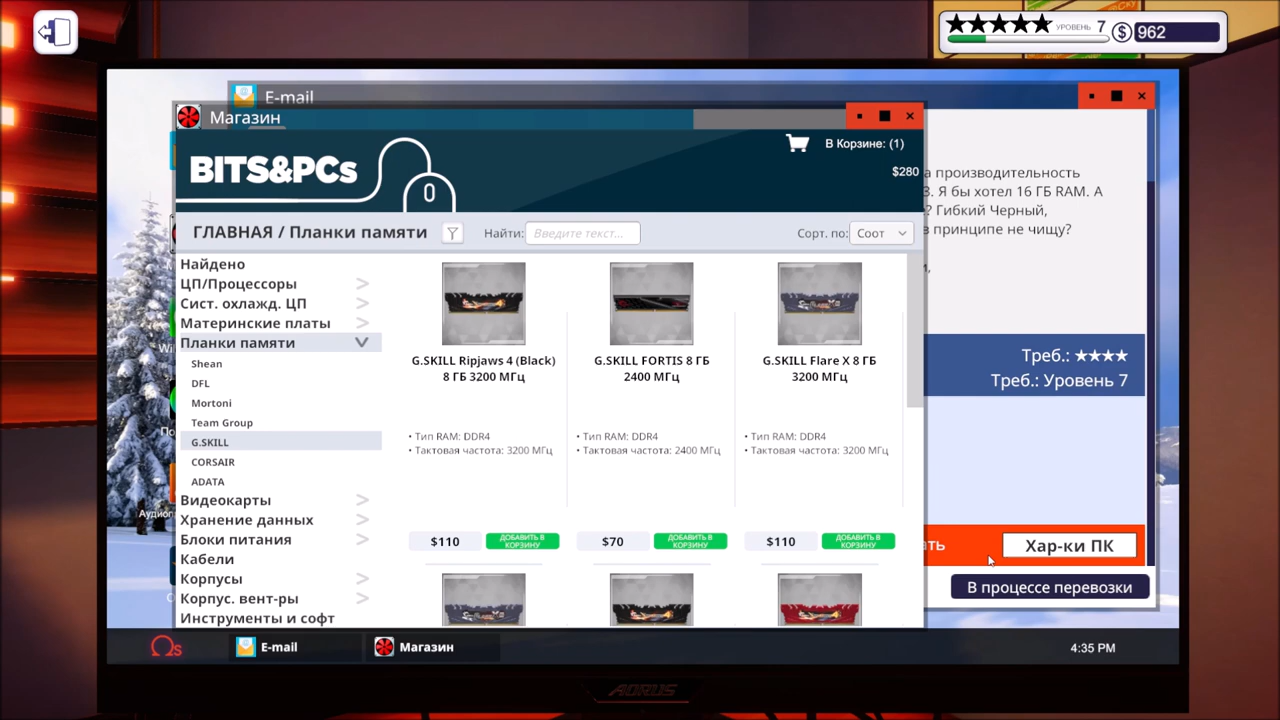 УРОВЕНЬ 7
$ 962
E-mail
Магазин
BITS&PCs
В Корзине: (1)
$280
а производительность
3. Я бы хотел 16 ГБ RAM. А
? Гибкий Черный,
в принципе не чищу?
ГЛАВНАЯ / Планки памяти
Найти:
Введите текст...
Сорт. по:
Соот
Найдено
ЦП/Процессоры
Сист. охлажд. ЦП
Материнские платы
Планки памяти
Shean
DFL
Mortoni
Team Group
G.SKILL
CORSAIR
ADATA
Видеокарты
Хранение данных
Блоки питания
Кабели
Корпусы
Корпус. вент-ры
Инструменты и софт
G.SKILL Ripjaws 4 (Black)
8 ГБ 3200 МГц
• Тип RAM: DDR4
• Тактовая частота: 3200 МГц
$110
ДОБАВИТЬ В
КОРЗИНУ
G.SKILL FORTIS 8 ГБ
2400 МГц
• Тип RAM: DDR4
• Тактовая частота: 2400 МГц
$70
ДОБАВИТЬ В
КОРЗИНУ
G.SKILL Flare X 8 ГБ
3200 МГц
• Тип RAM: DDR4
• Тактовая частота: 3200 МГц
$110
ДОБАВИТЬ В
КОРЗИНУ
Треб.: ★★★★
Треб.: Уровень 7
ать
Хар-ки ПК
В процессе перевозки
Ωs
E-mail
Магазин
4:35 PM
AORUS